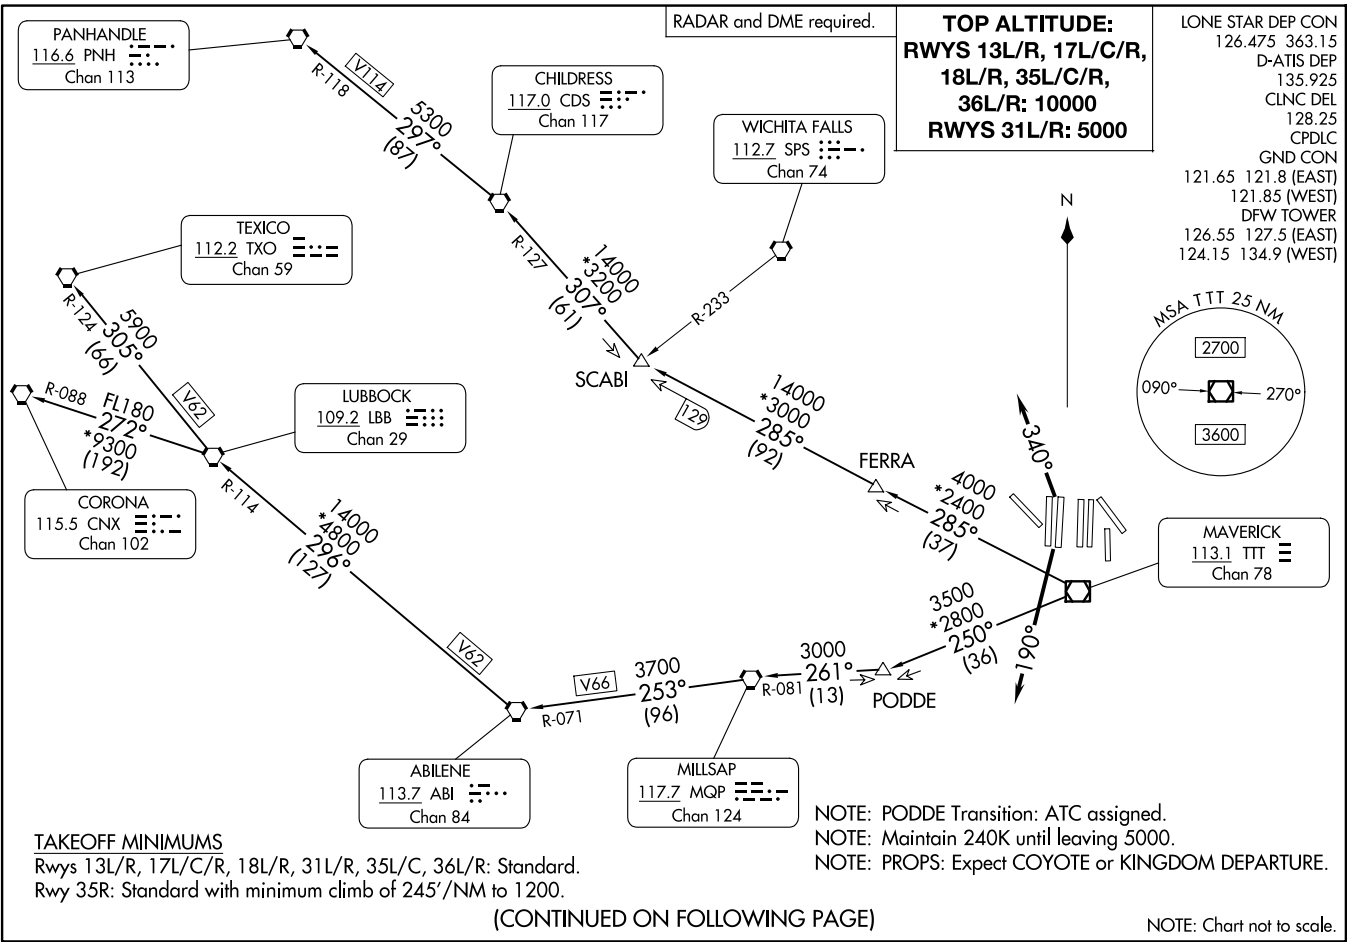 PANHANDLE
116.6 PNH
Chan 113
R-118
V114
5300
297°
(87)
RADAR and DME required.
TOP ALTITUDE:
RWYS 13L/R, 17L/C/R,
18L/R, 35L/C/R,
36L/R: 10000
RWYS 31L/R: 5000
LONE STAR DEP CON
126.475 363.15
D-ATIS DEP
135.925
CLNC DEL
128.25
CPDLC
GND CON
121.65 121.8 (EAST)
121.85 (WEST)
DFW TOWER
126.55 127.5 (EAST)
124.15 134.9 (WEST)
CHILDRESS
117.0 CDS
Chan 117
WICHITA FALLS
112.7 SPS
Chan 74
N
TEXICO
112.2 TXO
Chan 59
R-127
14000
*3200
307°
(61)
R-233
R-124
5900
305°
(66)
MSA TTT 25 NM
2700
090°
270°
3600
SCABI
R-088
FL180
272°
*9300
(192)
V62
LUBBOCK
109.2 LBB
Chan 29
129
14000
*3000
285°
(92)
FERRA
340°
4000
*2400
285°
(37)
CORONA
115.5 CNX
Chan 102
R-114
14000
*4800
296°
(127)
MAVERICK
113.1 TTT
Chan 78
3500
*2800
250°
(36)
190°
V62
V66
3700
253°
(96)
R-071
3000
261°
(13)
R-081
PODDE
ABILENE
113.7 ABI
Chan 84
MILLSAP
117.7 MQP
Chan 124
NOTE: PODDE Transition: ATC assigned.
NOTE: Maintain 240K until leaving 5000.
NOTE: PROPS: Expect COYOTE or KINGDOM DEPARTURE.
TAKEOFF MINIMUMS
Rwys 13L/R, 17L/C/R, 18L/R, 31L/R, 35L/C, 36L/R: Standard.
Rwy 35R: Standard with minimum climb of 245'/NM to 1200.
(CONTINUED ON FOLLOWING PAGE)
NOTE: Chart not to scale.